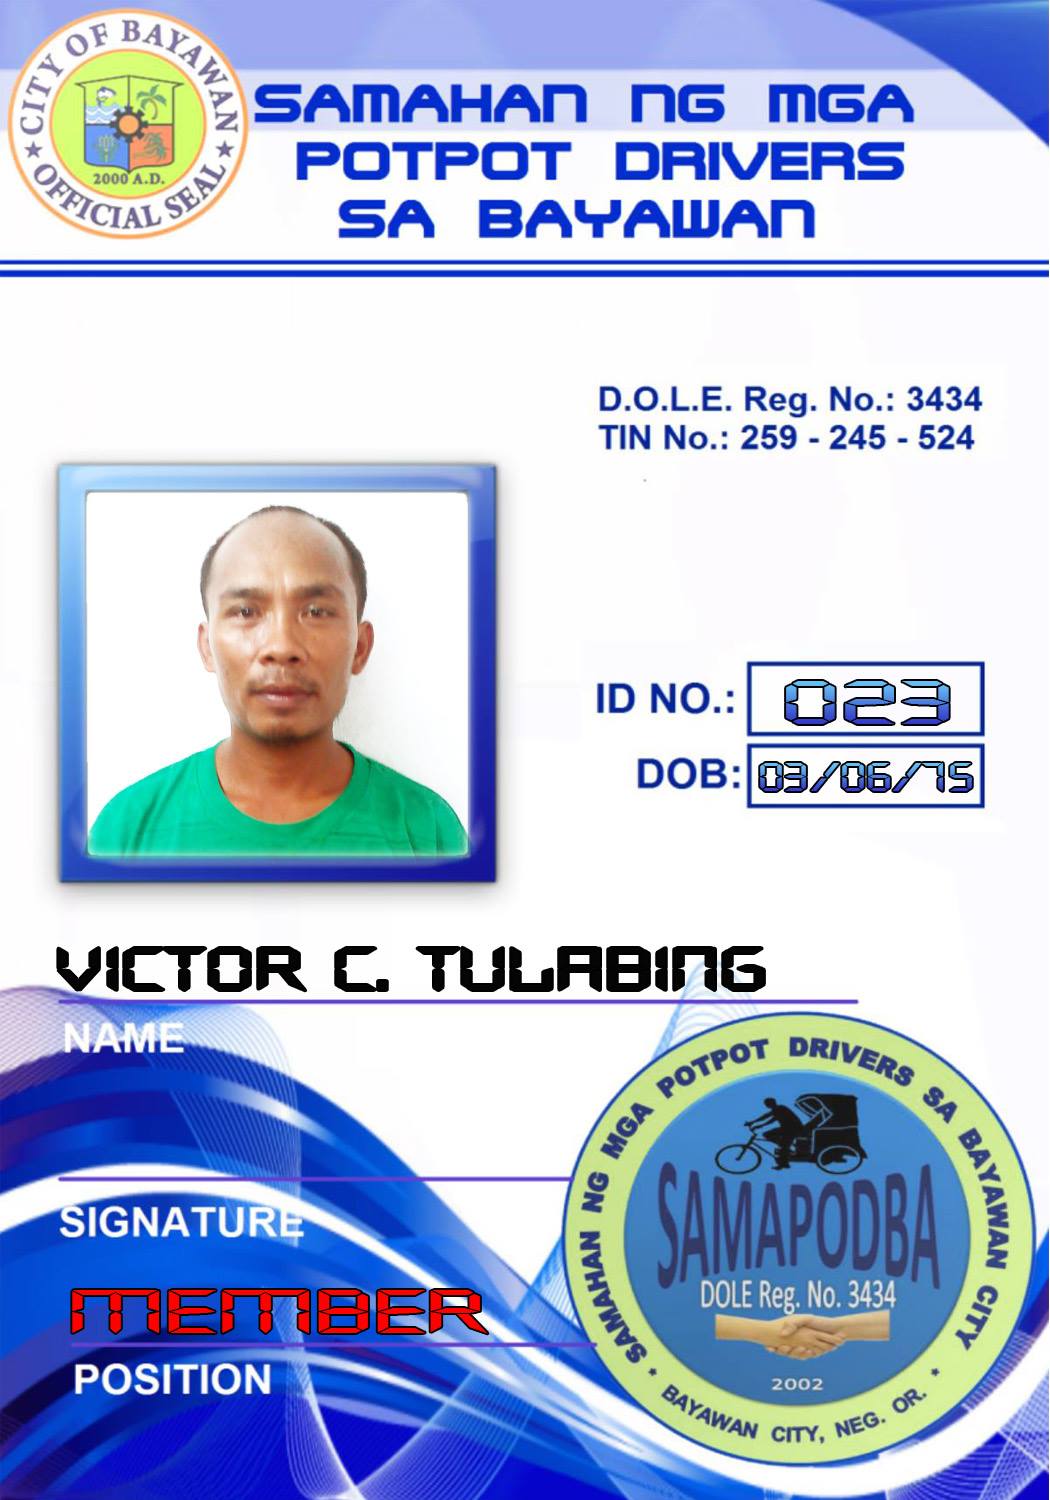 CITY OF BAYAWAN
2000 A.D.
★ OFFICIAL SEAL ★
SAMAHAN NG MGA
POTPOT DRIVERS
SA BAYAWAN
D.O.L.E. Reg. No.: 3434
TIN No.: 259 - 245 - 524
ID NO.: 023
DOB: 03/06/75
VICTOR C. TULABING
NAME
SIGNATURE
MEMBER
POSITION
SAMAHAN NG MGA POTPOT DRIVERS SA BAYAWAN CITY
SAMAPODBA
DOLE Reg. No. 3434
2002
* BAYAWAN CITY, NEG. OR. *